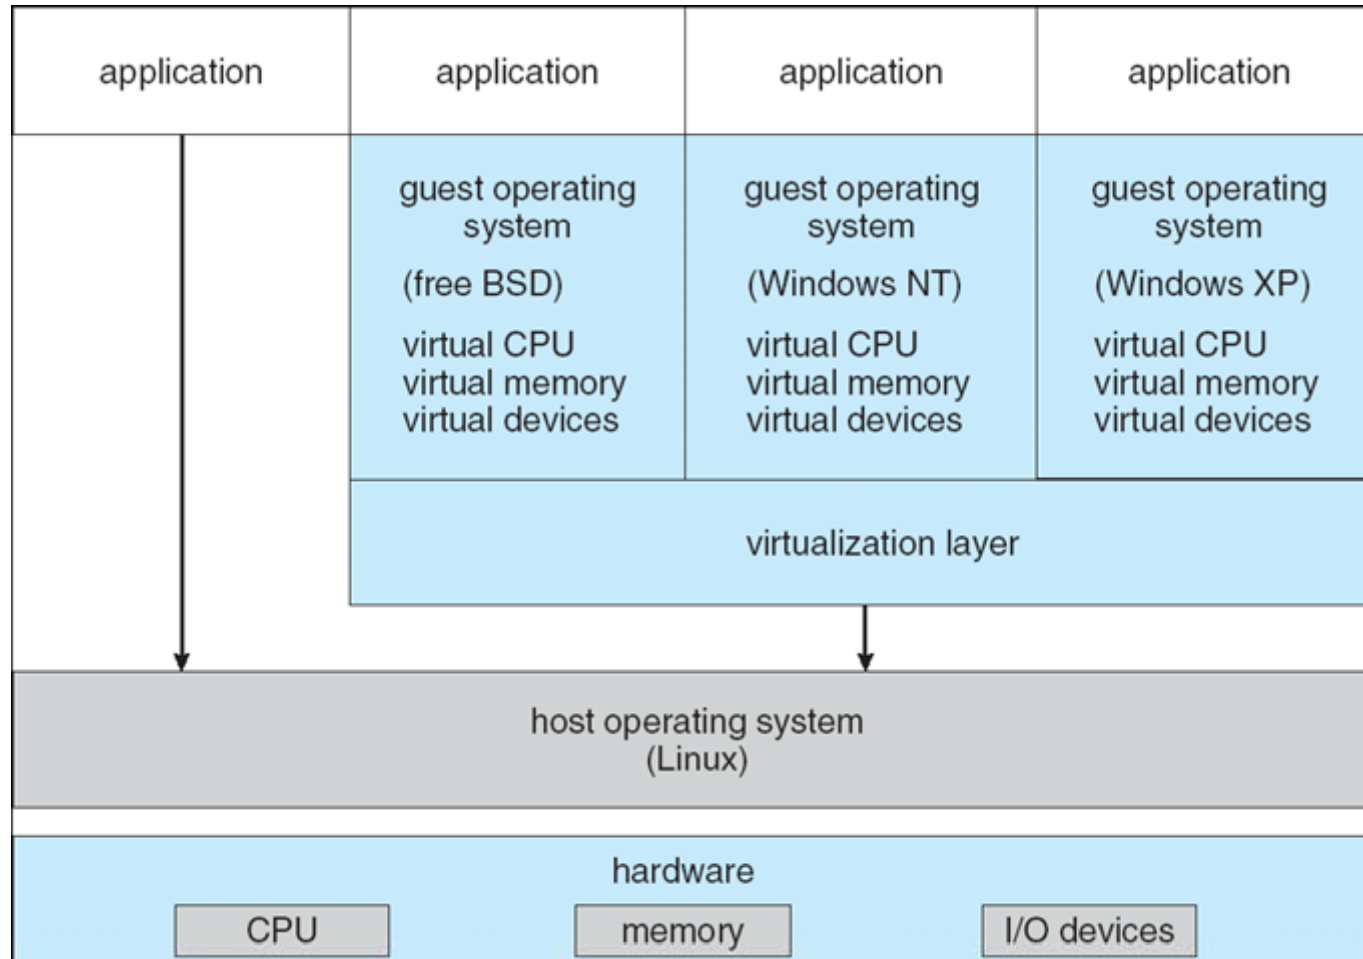 application
application
application
application
guest operating
system
(free BSD)
virtual CPU
virtual memory
virtual devices
guest operating
system
(Windows NT)
virtual CPU
virtual memory
virtual devices
guest operating
system
(Windows XP)
virtual CPU
virtual memory
virtual devices
virtualization layer
host operating system
(Linux)
hardware
CPU
memory
I/O devices